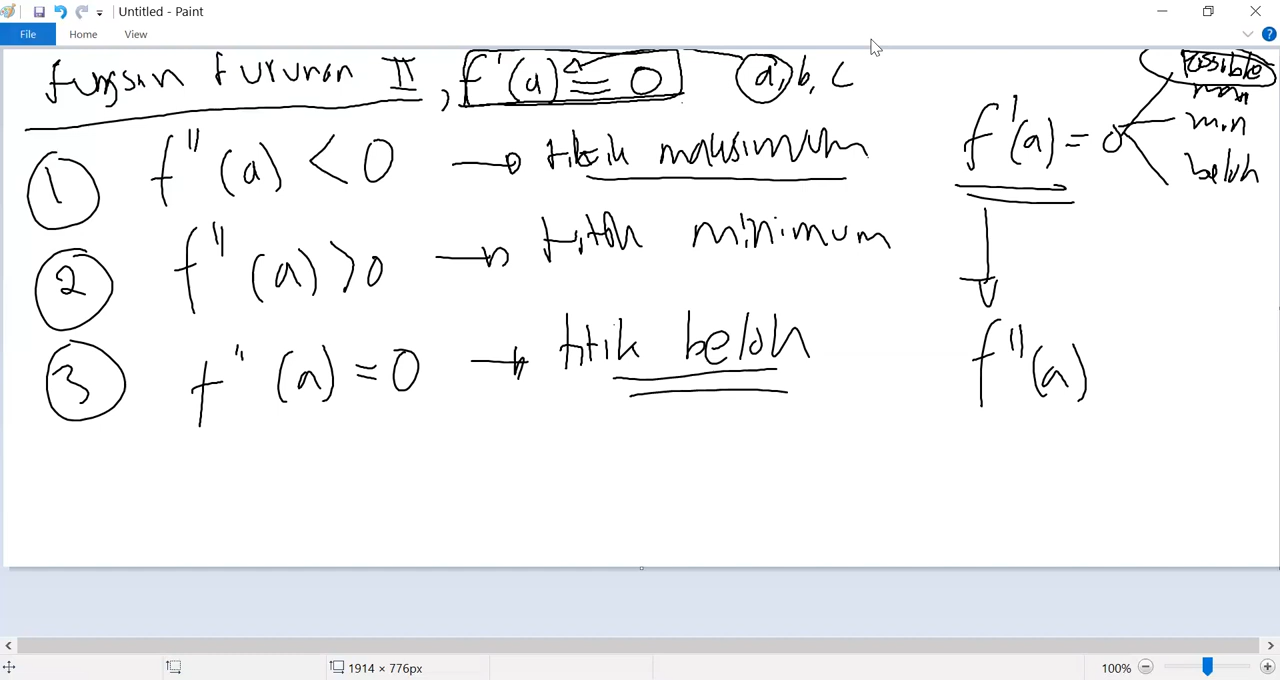 Untitled - Paint
File Home View
fungsin turunan II, f'(a) = 0 a, b, c
① f''(a) < 0 → titik maksimum
② f''(a) > 0 → titik minimum
③ f''(a) = 0 → titik belok
f'(a) = 0
possible
max
min
belok
f''(a)
1914 × 776px
100%